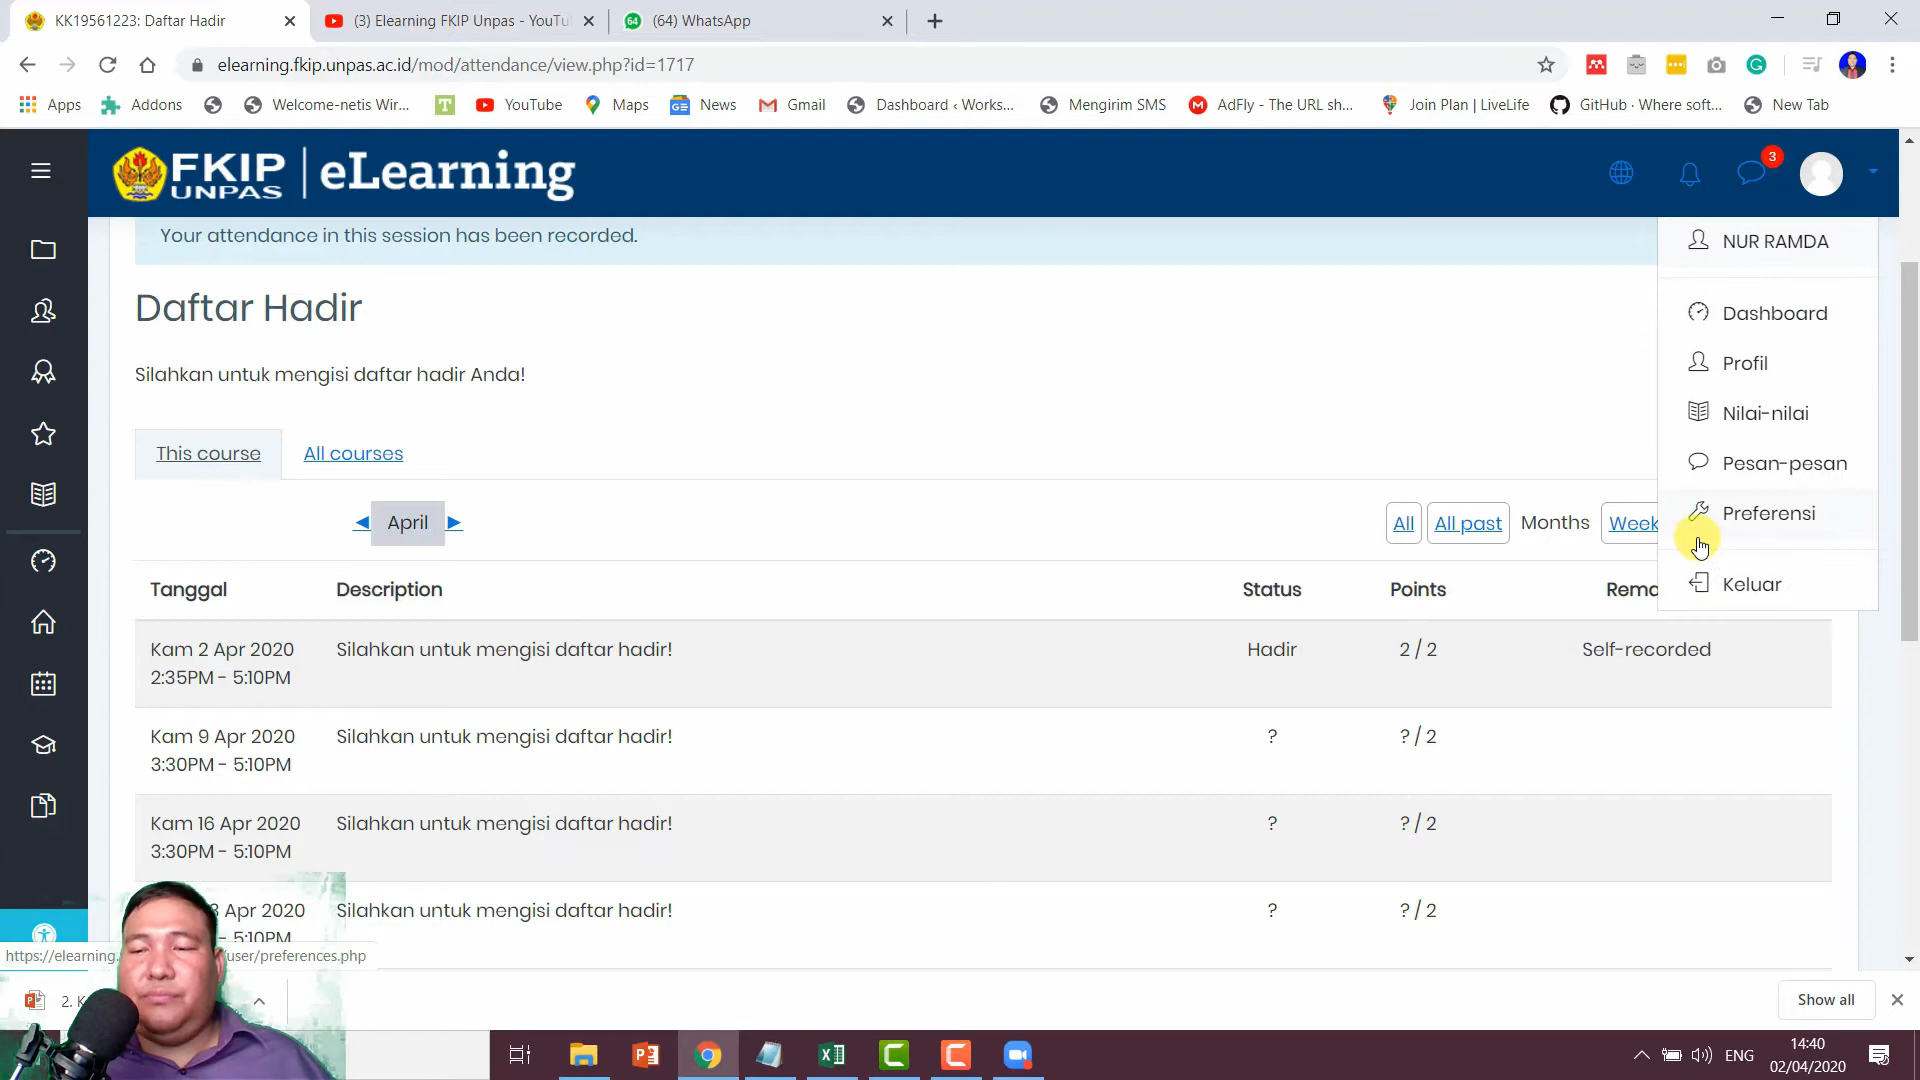 KK19561223: Daftar Hadir
(3) Elearning FKIP Unpas - YouTu
64
(64) WhatsApp
elearning.fkip.unpas.ac.id/mod/attendance/view.php?id=1717
Apps
Addons
Welcome-netis Wir...
T
YouTube
Maps
News
Gmail
Dashboard ‹ Works...
Mengirim SMS
AdFly - The URL sh...
Join Plan | LiveLife
GitHub · Where soft...
New Tab
FKIP UNPAS | eLearning
3
Your attendance in this session has been recorded.
NUR RAMDA
Dashboard
Profil
Nilai-nilai
Pesan-pesan
Preferensi
Keluar
Daftar Hadir
Silahkan untuk mengisi daftar hadir Anda!
This course
All courses
◄ April ►
All
All past
Months
Week
Tanggal Description Status Points Rema
Kam 2 Apr 2020 Silahkan untuk mengisi daftar hadir! Hadir 2 / 2 Self-recorded
2:35PM - 5:10PM
Kam 9 Apr 2020 Silahkan untuk mengisi daftar hadir! ? ? / 2
3:30PM - 5:10PM
Kam 16 Apr 2020 Silahkan untuk mengisi daftar hadir! ? ? / 2
3:30PM - 5:10PM
3 Apr 2020 Silahkan untuk mengisi daftar hadir! ? ? / 2
- 5:10PM
https://elearning. user/preferences.php
2. K
Show all
ENG
14:40
02/04/2020